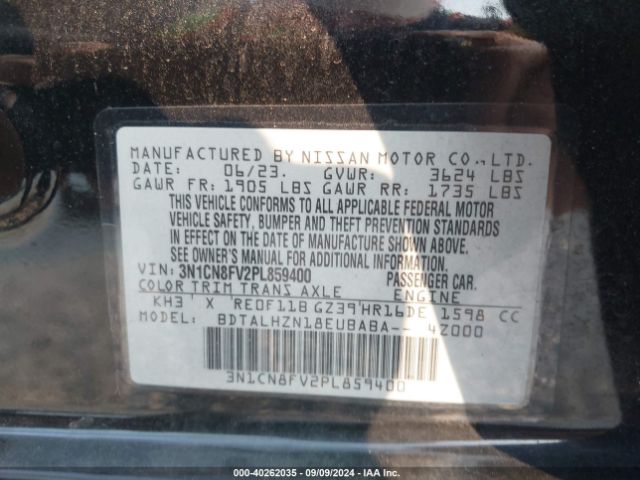 MANUFACTURED BY NISSAN MOTOR CO.,LTD.
DATE: 06/23. GVWR: 3624 LBS
GAWR FR: 1905 LBS GAWR RR: 1735 LBS
THIS VEHICLE CONFORMS TO ALL APPLICABLE FEDERAL MOTOR
VEHICLE SAFETY, BUMPER AND THEFT PREVENTION STANDARDS
IN EFFECT ON THE DATE OF MANUFACTURE SHOWN ABOVE.
SEE OWNER'S MANUAL FOR ADDITIONAL INFORMATION.
VIN: 3N1CN8FV2PL859400 PASSENGER CAR.
COLOR TRIM TRANS AXLE ENGINE
KH3 X RE0F11B GZ39 HR16DE 1598 CC
MODEL: BDTALHZN18EUBABA-- 4Z000
3N1CN8FV2PL859400
000-40262035 - 09/09/2024 - IAA Inc.